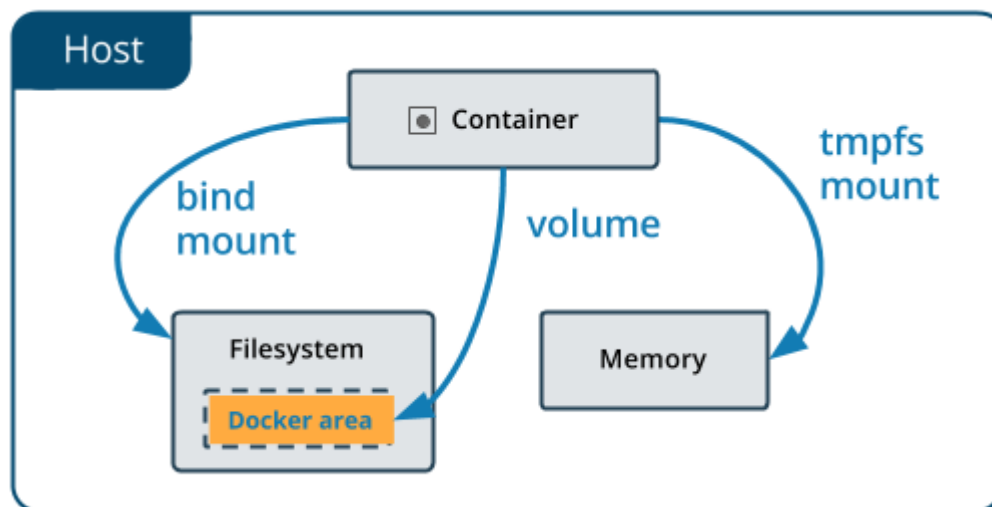 Host
Container
tmpfs
mount
bind
mount
volume
Filesystem
Memory
Docker area